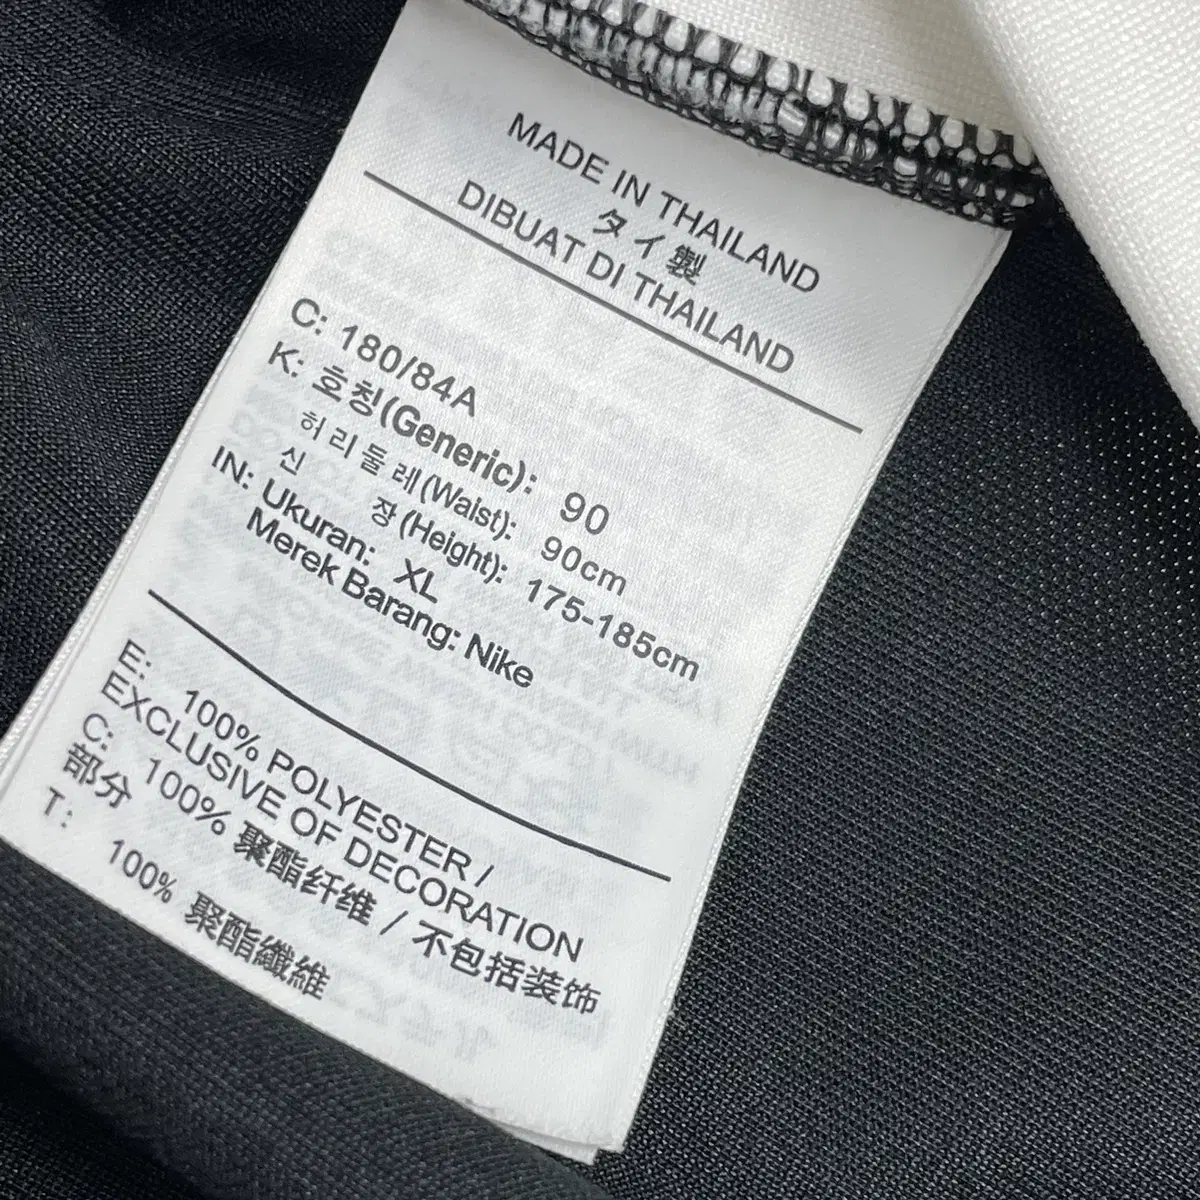 MADE IN THAILAND
タイ製
DIBUAT DI THAILAND
C: 180/84A
K: 호칭(Generic): 90
허리둘레(Waist): 90cm
신 장(Height): 175-185cm
IN: Ukuran: XL
Merek Barang: Nike
E: 100% POLYESTER /
EXCLUSIVE OF DECORATION
C: 100% 聚酯纤维 / 不包括装饰
部分
T: 100% 聚酯纖維